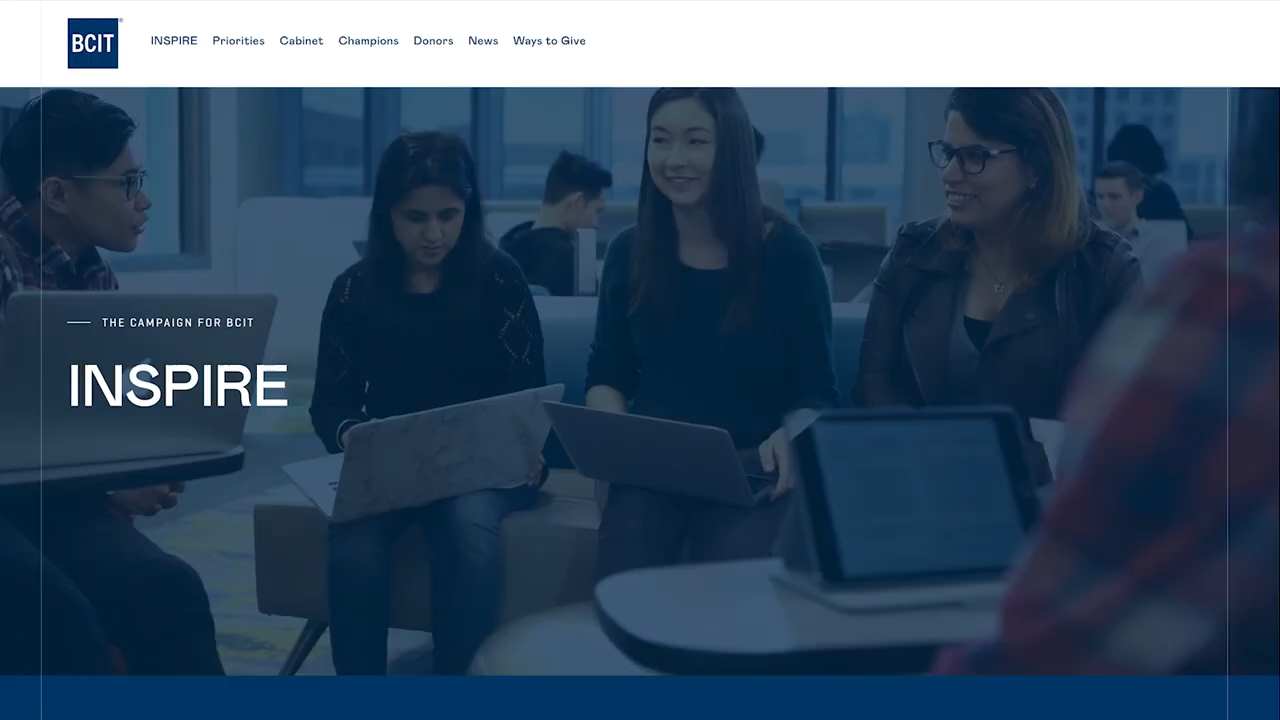 BCIT
INSPIRE Priorities Cabinet Champions Donors News Ways to Give
THE CAMPAIGN FOR BCIT
INSPIRE